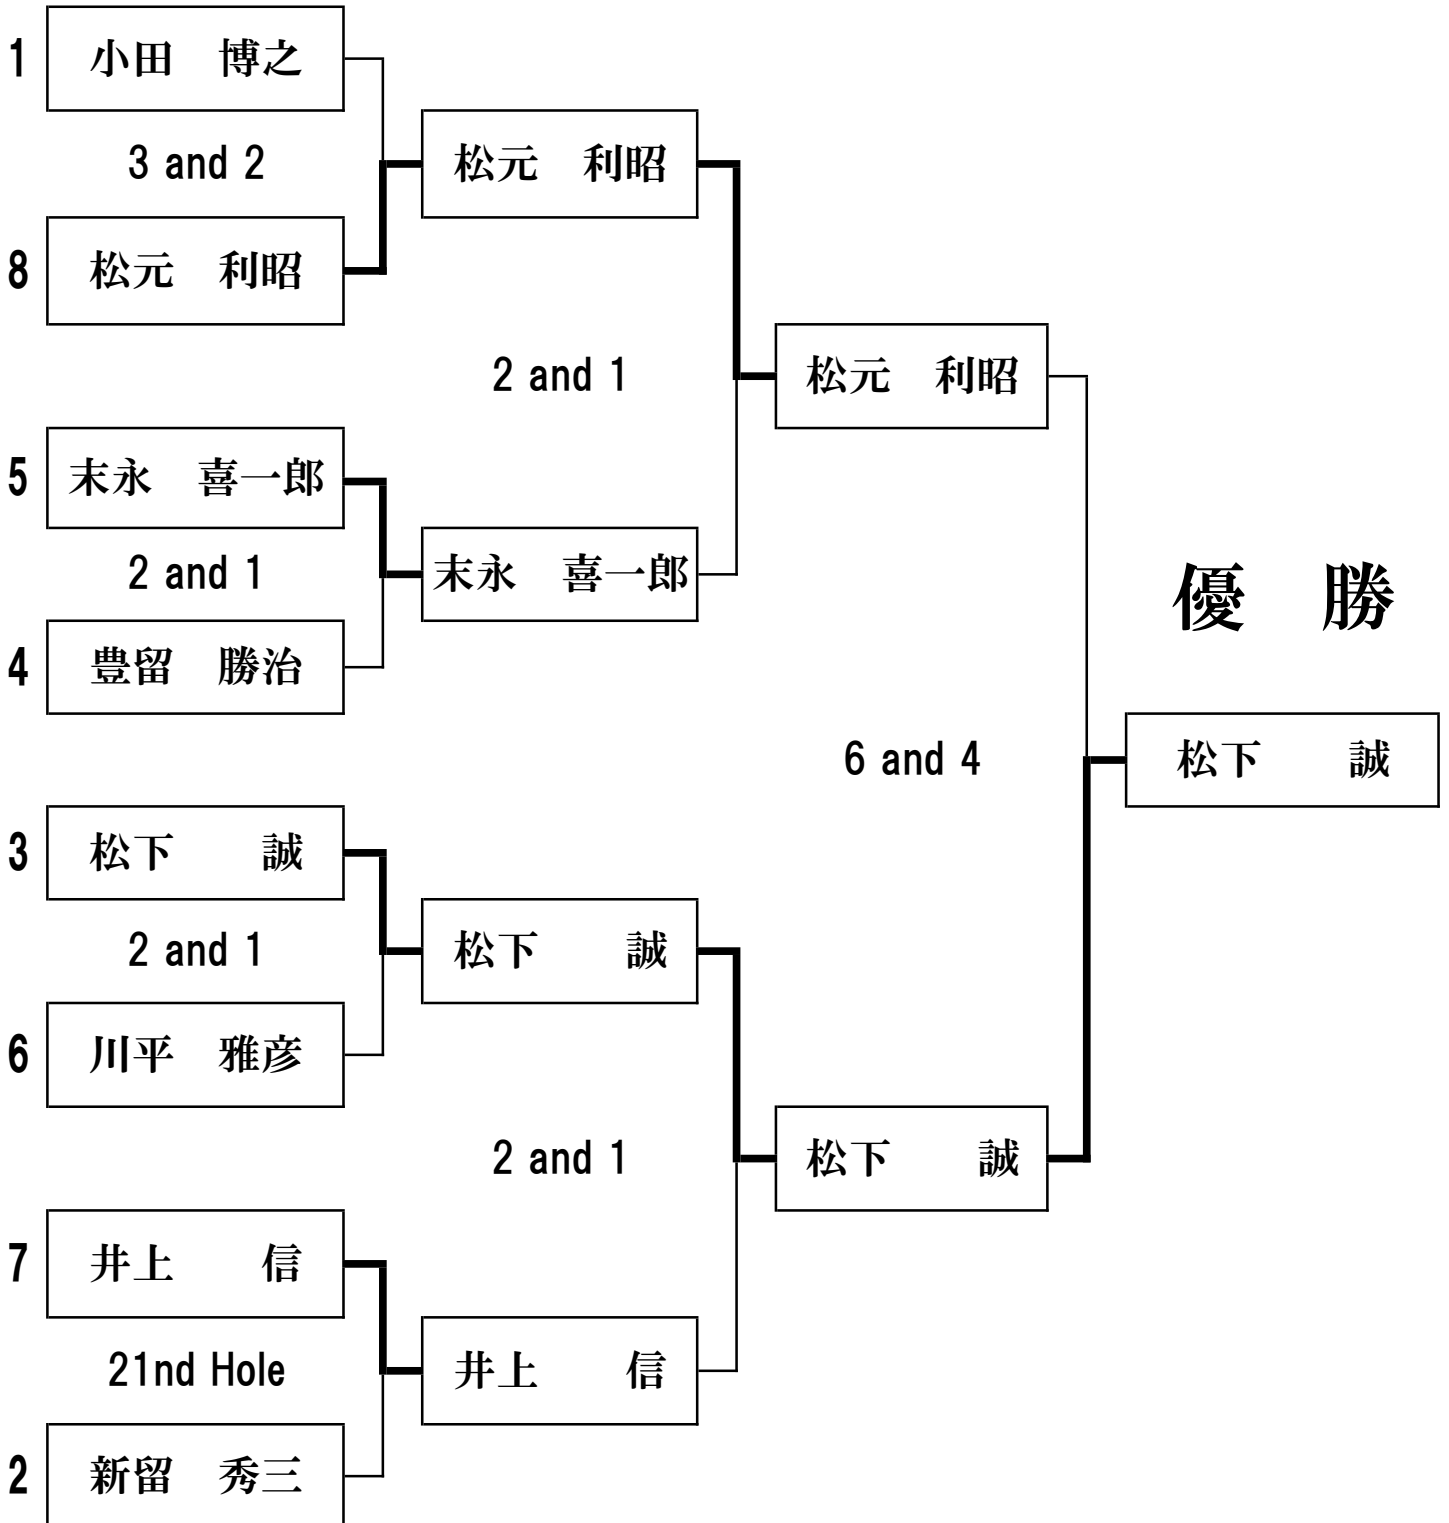 1 小田　博之
3 and 2
松元　利昭
8 松元　利昭
2 and 1
松元　利昭
5 末永　喜一郎
2 and 1
末永　喜一郎
優　勝
4 豊留　勝治
6 and 4
松下　　誠
3 松下　　誠
2 and 1
松下　　誠
6 川平　雅彦
2 and 1
松下　　誠
7 井上　　信
21nd Hole
井上　　信
2 新留　秀三